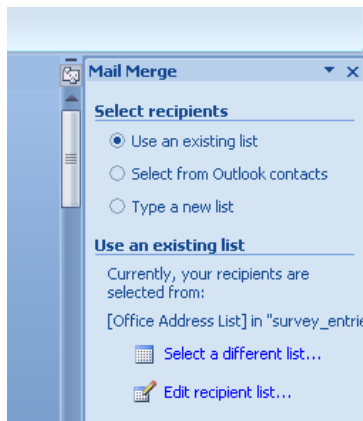 Mail Merge
Select recipients
Use an existing list
Select from Outlook contacts
Type a new list
Use an existing list
Currently, your recipients are
selected from:
[Office Address List] in "survey_entrie
Select a different list...
Edit recipient list...